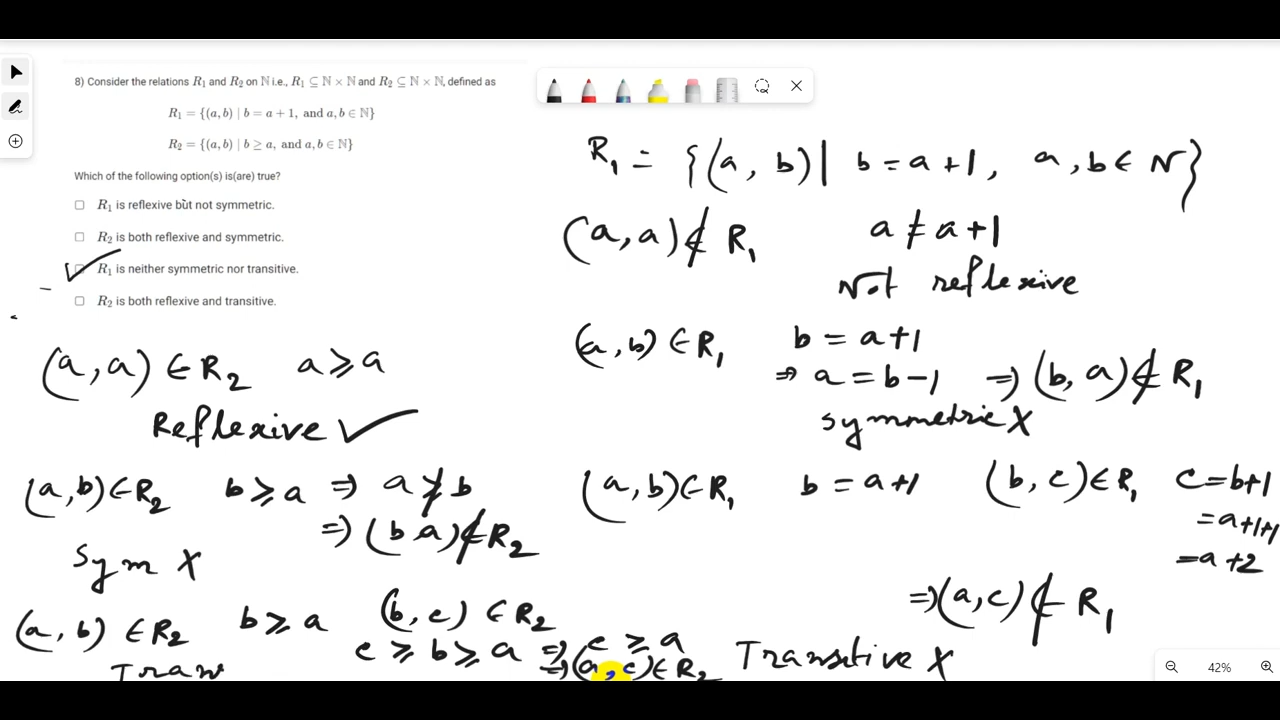 8) Consider the relations R₁ and R₂ on ℕ i.e., R₁ ⊆ ℕ × ℕ and R₂ ⊆ ℕ × ℕ, defined as
R₁ = {(a, b) | b = a + 1, and a, b ∈ ℕ}
R₂ = {(a, b) | b ≥ a, and a, b ∈ ℕ}
Which of the following option(s) is(are) true?
R₁ is reflexive but not symmetric.
R₂ is both reflexive and symmetric.
R₁ is neither symmetric nor transitive.
R₂ is both reflexive and transitive.
(a, a) ∈ R₂ a ⩾ a
Reflexive ✓
(a, b) ∈ R₂ b ⩾ a ⇒ a ≯ b
⇒ (b a) ∉ R₂
Sym X
(a, b) ∈ R₂ b ⩾ a (b, c) ∈ R₂
c ⩾ b ⩾ a ⇒ c ⩾ a
⇒ (a, c) ∈ R₂
Tran
R₁ = {(a, b) | b = a + 1, a, b ∈ N}
(a, a) ∉ R₁ a ≠ a + 1
Not reflexive
(a, b) ∈ R₁ b = a + 1
⇒ a = b - 1 ⇒ (b, a) ∉ R₁
symmetric X
(a, b) ∈ R₁ b = a + 1 (b, c) ∈ R₁ c = b + 1
= a + 1 + 1
= a + 2
⇒ (a, c) ∉ R₁
Transitive X
42%